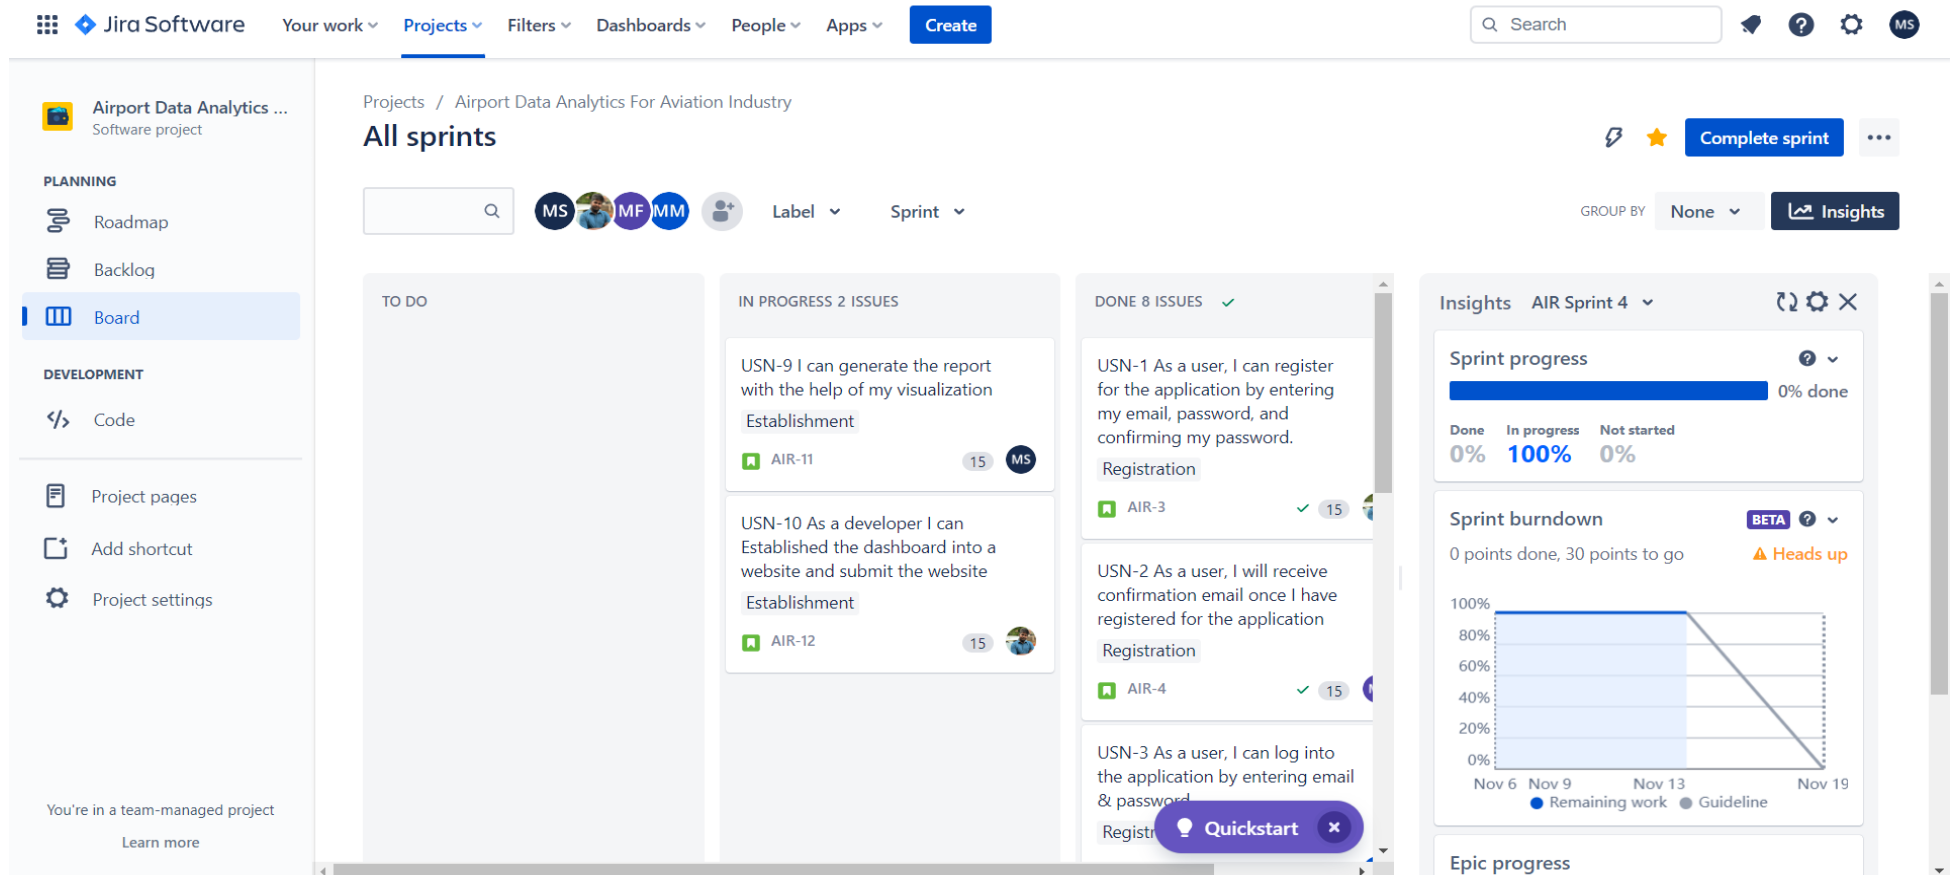 Jira Software
Your work
Projects
Filters
Dashboards
People
Apps
Create
Search
MS
Airport Data Analytics ...
Software project
PLANNING
Roadmap
Backlog
Board
DEVELOPMENT
Code
Project pages
Add shortcut
Project settings
You're in a team-managed project
Learn more
Projects / Airport Data Analytics For Aviation Industry
All sprints
Complete sprint
MS
MF
MM
Label
Sprint
GROUP BY
None
Insights
TO DO
IN PROGRESS 2 ISSUES
USN-9 I can generate the report
with the help of my visualization
Establishment
AIR-11
15
MS
USN-10 As a developer I can
Established the dashboard into a
website and submit the website
Establishment
AIR-12
15
DONE 8 ISSUES
USN-1 As a user, I can register
for the application by entering
my email, password, and
confirming my password.
Registration
AIR-3
15
USN-2 As a user, I will receive
confirmation email once I have
registered for the application
Registration
AIR-4
15
USN-3 As a user, I can log into
the application by entering email
& password
Quickstart
Insights
AIR Sprint 4
Sprint progress
0% done
Done In progress Not started
0% 100% 0%
Sprint burndown
BETA
0 points done, 30 points to go
Heads up
100%
80%
60%
40%
20%
0%
Nov 6 Nov 9 Nov 13 Nov 19
Remaining work Guideline
Epic progress